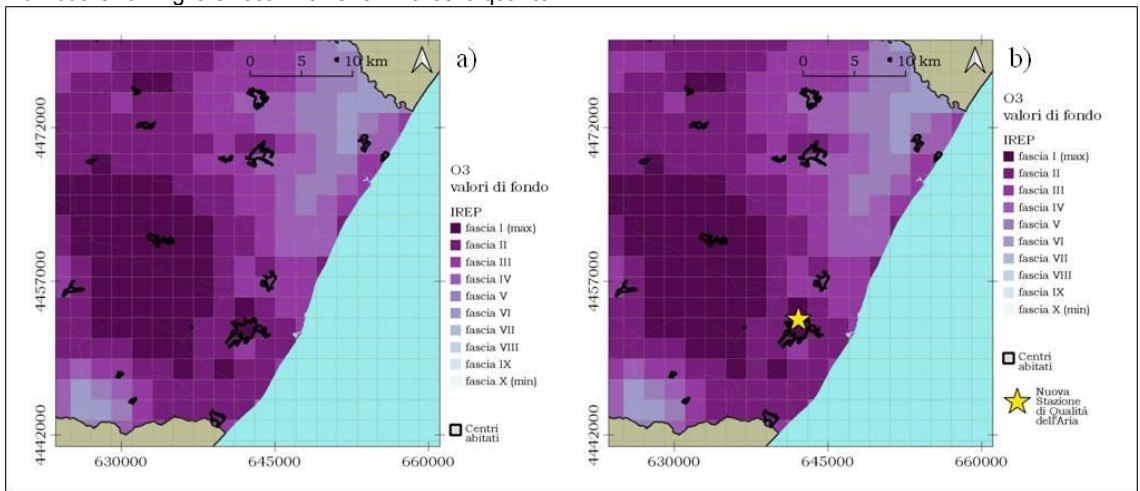 a)
0 5 10 km
4472000
4457000
4442000
630000 645000 660000
O3
valori di fondo
IREP
fascia I (max)
fascia II
fascia III
fascia IV
fascia V
fascia VI
fascia VII
fascia VIII
fascia IX
fascia X (min)
Centri
abitati
b)
0 5 10 km
4472000
4457000
4442000
630000 645000 660000
O3
valori di fondo
IREP
fascia I (max)
fascia II
fascia III
fascia IV
fascia V
fascia VI
fascia VII
fascia VIII
fascia IX
fascia X (min)
Centri
abitati
Nuova
Stazione
di Qualità
dell'Aria